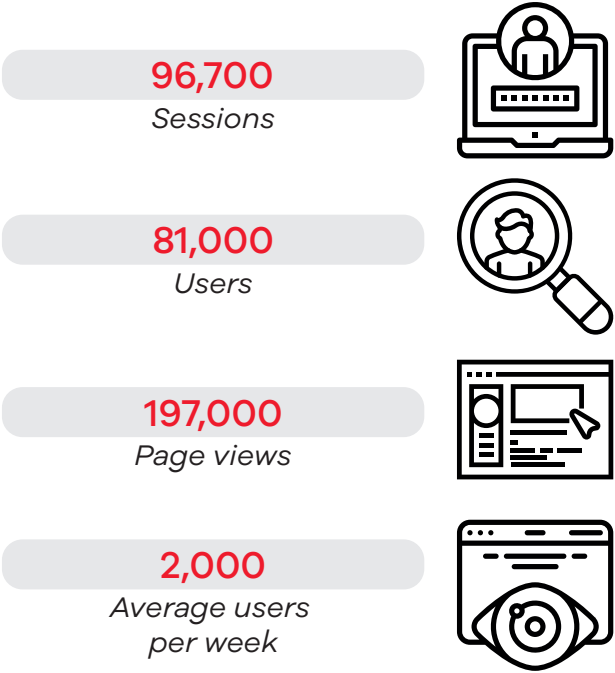 96,700
Sessions
81,000
Users
197,000
Page views
2,000
Average users
per week